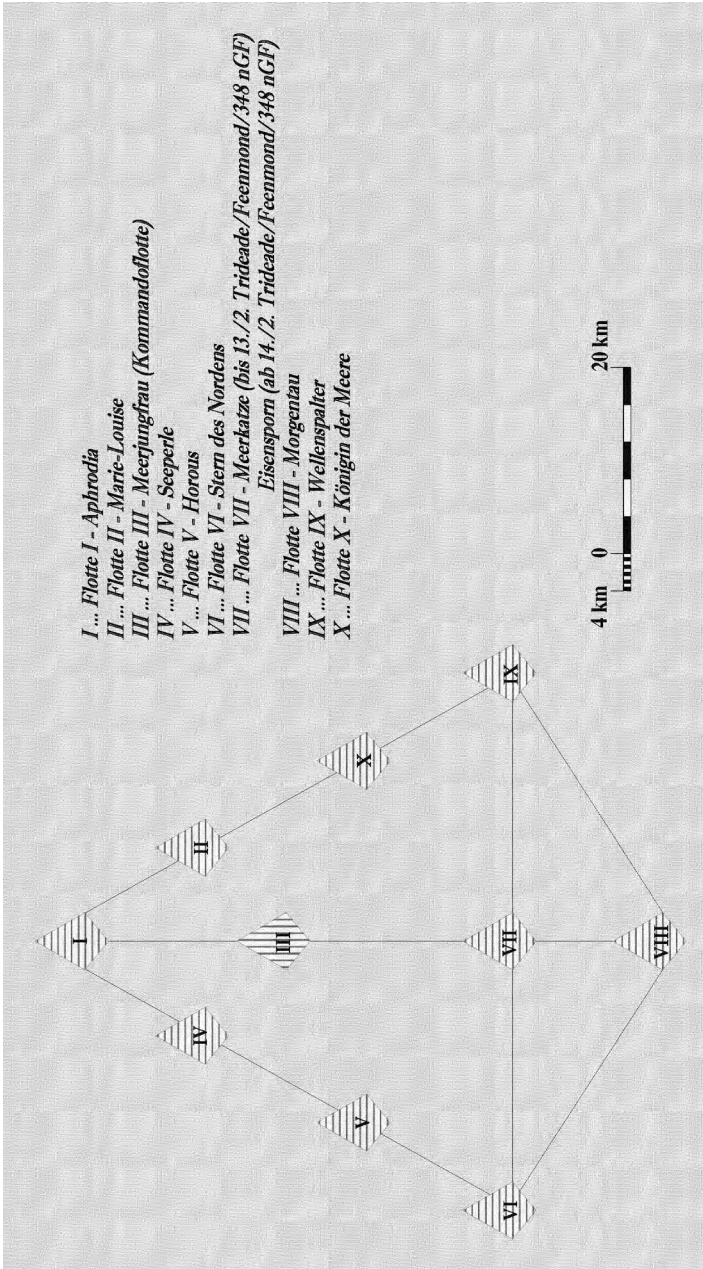 I ... Flotte I - Aphrodia
II ... Flotte II - Marie-Louise
III ... Flotte III - Meerjungfrau (Kommandoflotte)
IV ... Flotte IV - Seeperle
V ... Flotte V - Horous
VI ... Flotte VI - Stern des Nordens
VII ... Flotte VII - Meerkatze (bis 13./2. Trideade/Feenmond/348 nGF)
Eisensporn (ab 14./2. Trideade/Feenmond/348 nGF)
VIII ... Flotte VIII - Morgentau
IX ... Flotte IX - Wellenspalter
X ... Flotte X - Königin der Meere
4 km 0 20 km
I
II
III
IV
X
V
VII
IX
VI
VIII